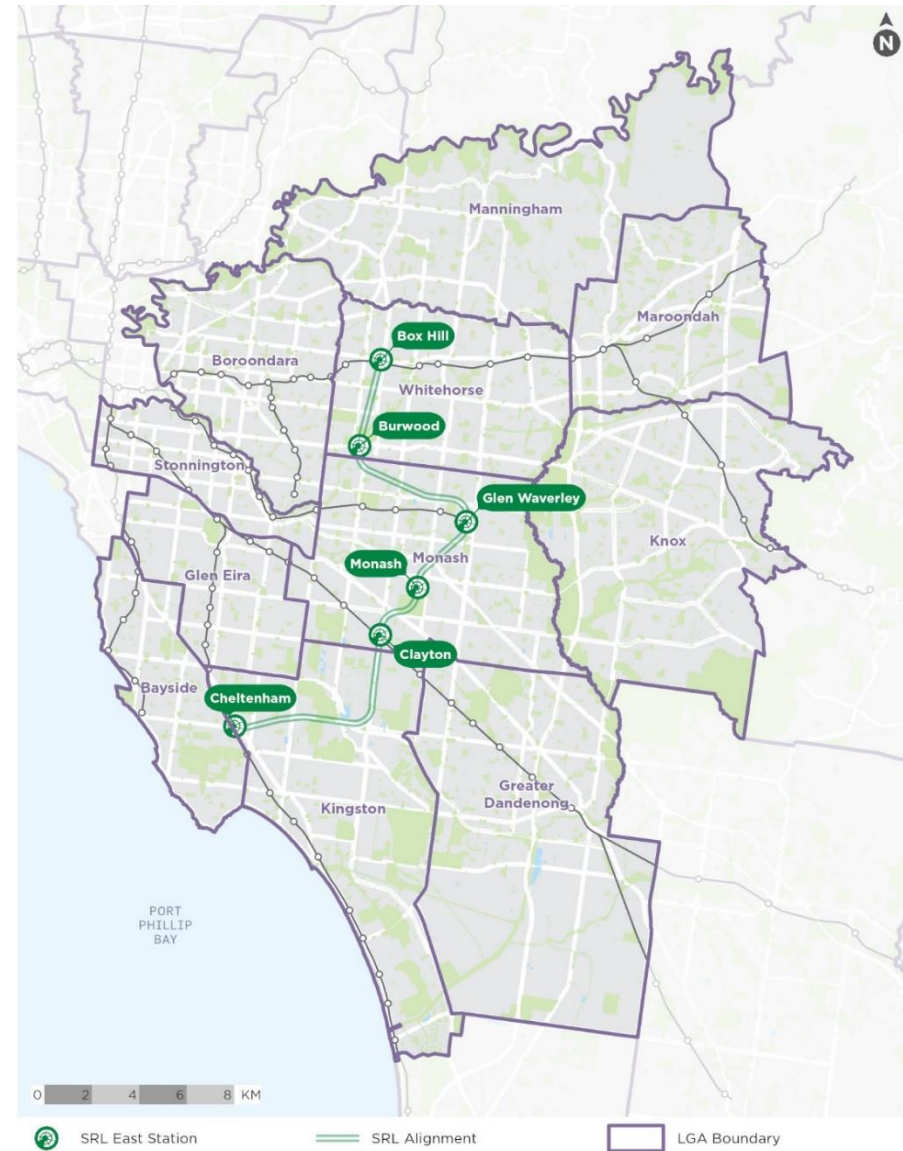 N
Manningham
Maroondah
Box Hill
Boroondara
Whitehorse
Burwood
Stonnington
Glen Waverley
Knox
Monash
Monash
Glen Eira
Clayton
Bayside
Cheltenham
Greater
Dandenong
Kingston
PORT
PHILLIP
BAY
0 2 4 6 8 KM
SRL East Station
SRL Alignment
LGA Boundary